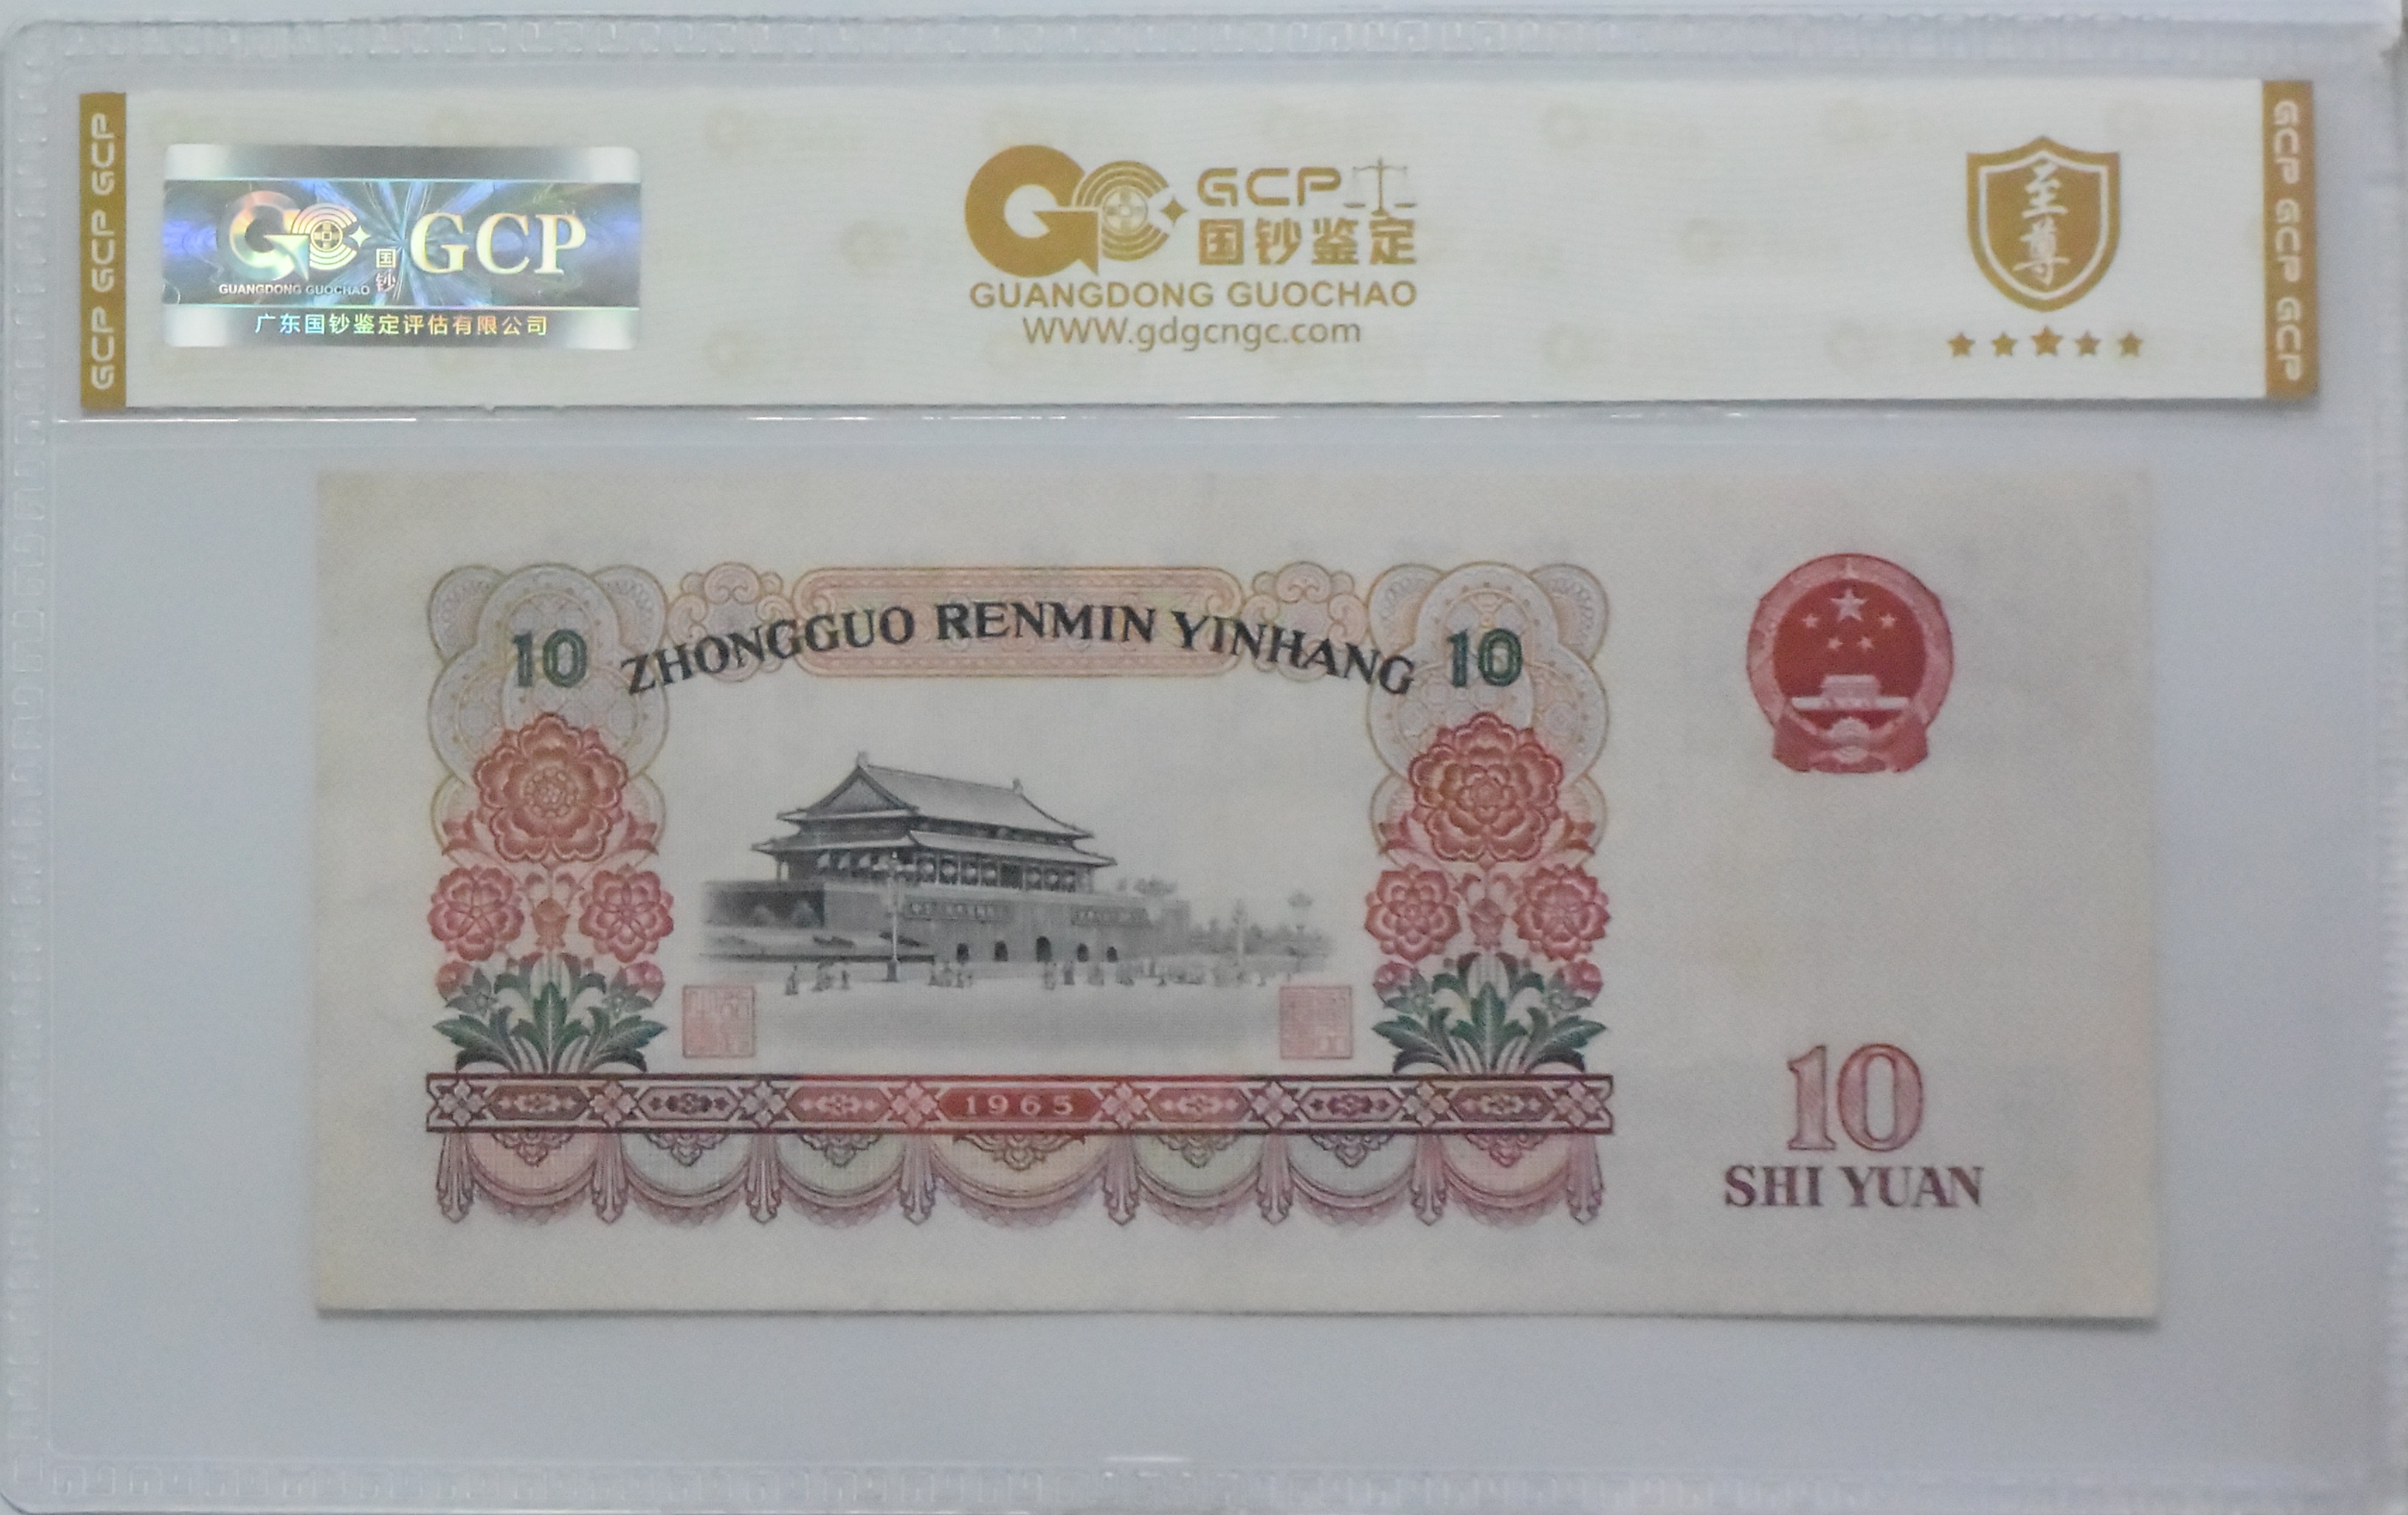 GCP GCP GCP
GCP
国钞
GUANGDONG GUOCHAO
广东国钞鉴定评估有限公司
GCP
国钞鉴定
GUANGDONG GUOCHAO
WWW.gdgcngc.com
至尊
GCP GCP GCP
10 ZHONGGUO RENMIN YINHANG 10
1965
10
SHI YUAN